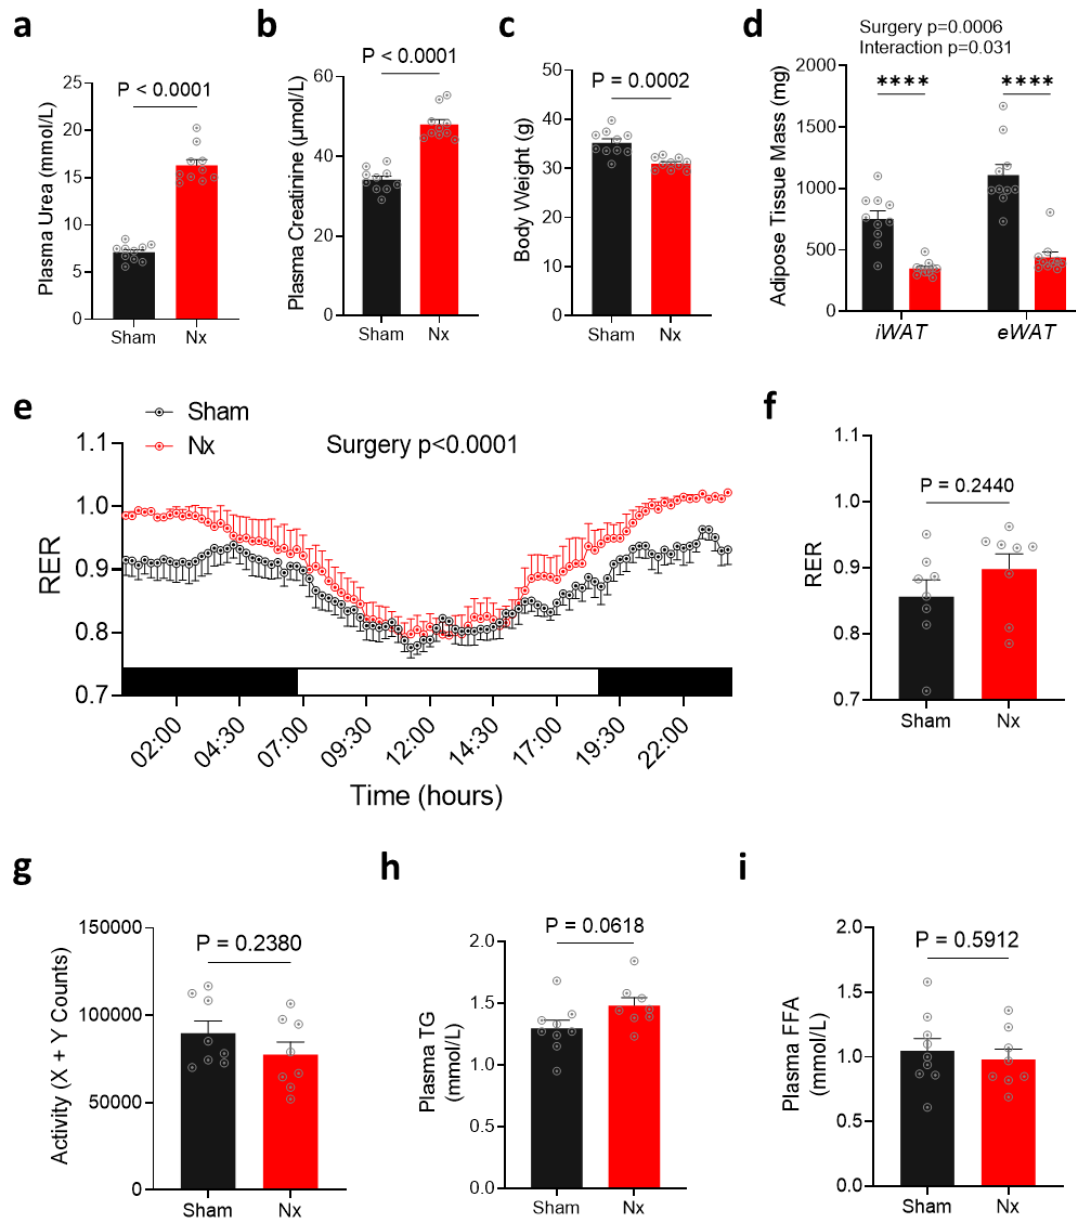 a
P < 0.0001
Plasma Urea (mmol/L)
25
20
15
10
5
0
Sham Nx
b
P < 0.0001
Plasma Creatinine (μmol/L)
60
40
20
0
Sham Nx
c
P = 0.0002
Body Weight (g)
50
40
30
20
10
0
Sham Nx
d
Surgery p=0.0006
Interaction p=0.031
**** ****
Adipose Tissue Mass (mg)
2000
1500
1000
500
0
iWAT eWAT
e
Sham
Nx
Surgery p<0.0001
RER
1.1
1.0
0.9
0.8
0.7
02:00 04:30 07:00 09:30 12:00 14:30 17:00 19:30 22:00
Time (hours)
f
P = 0.2440
RER
1.1
1.0
0.9
0.8
0.7
Sham Nx
g
P = 0.2380
Activity (X + Y Counts)
150000
100000
50000
0
Sham Nx
h
P = 0.0618
Plasma TG
(mmol/L)
2.0
1.5
1.0
0.5
0.0
Sham Nx
i
P = 0.5912
Plasma FFA
(mmol/L)
2.0
1.5
1.0
0.5
0.0
Sham Nx